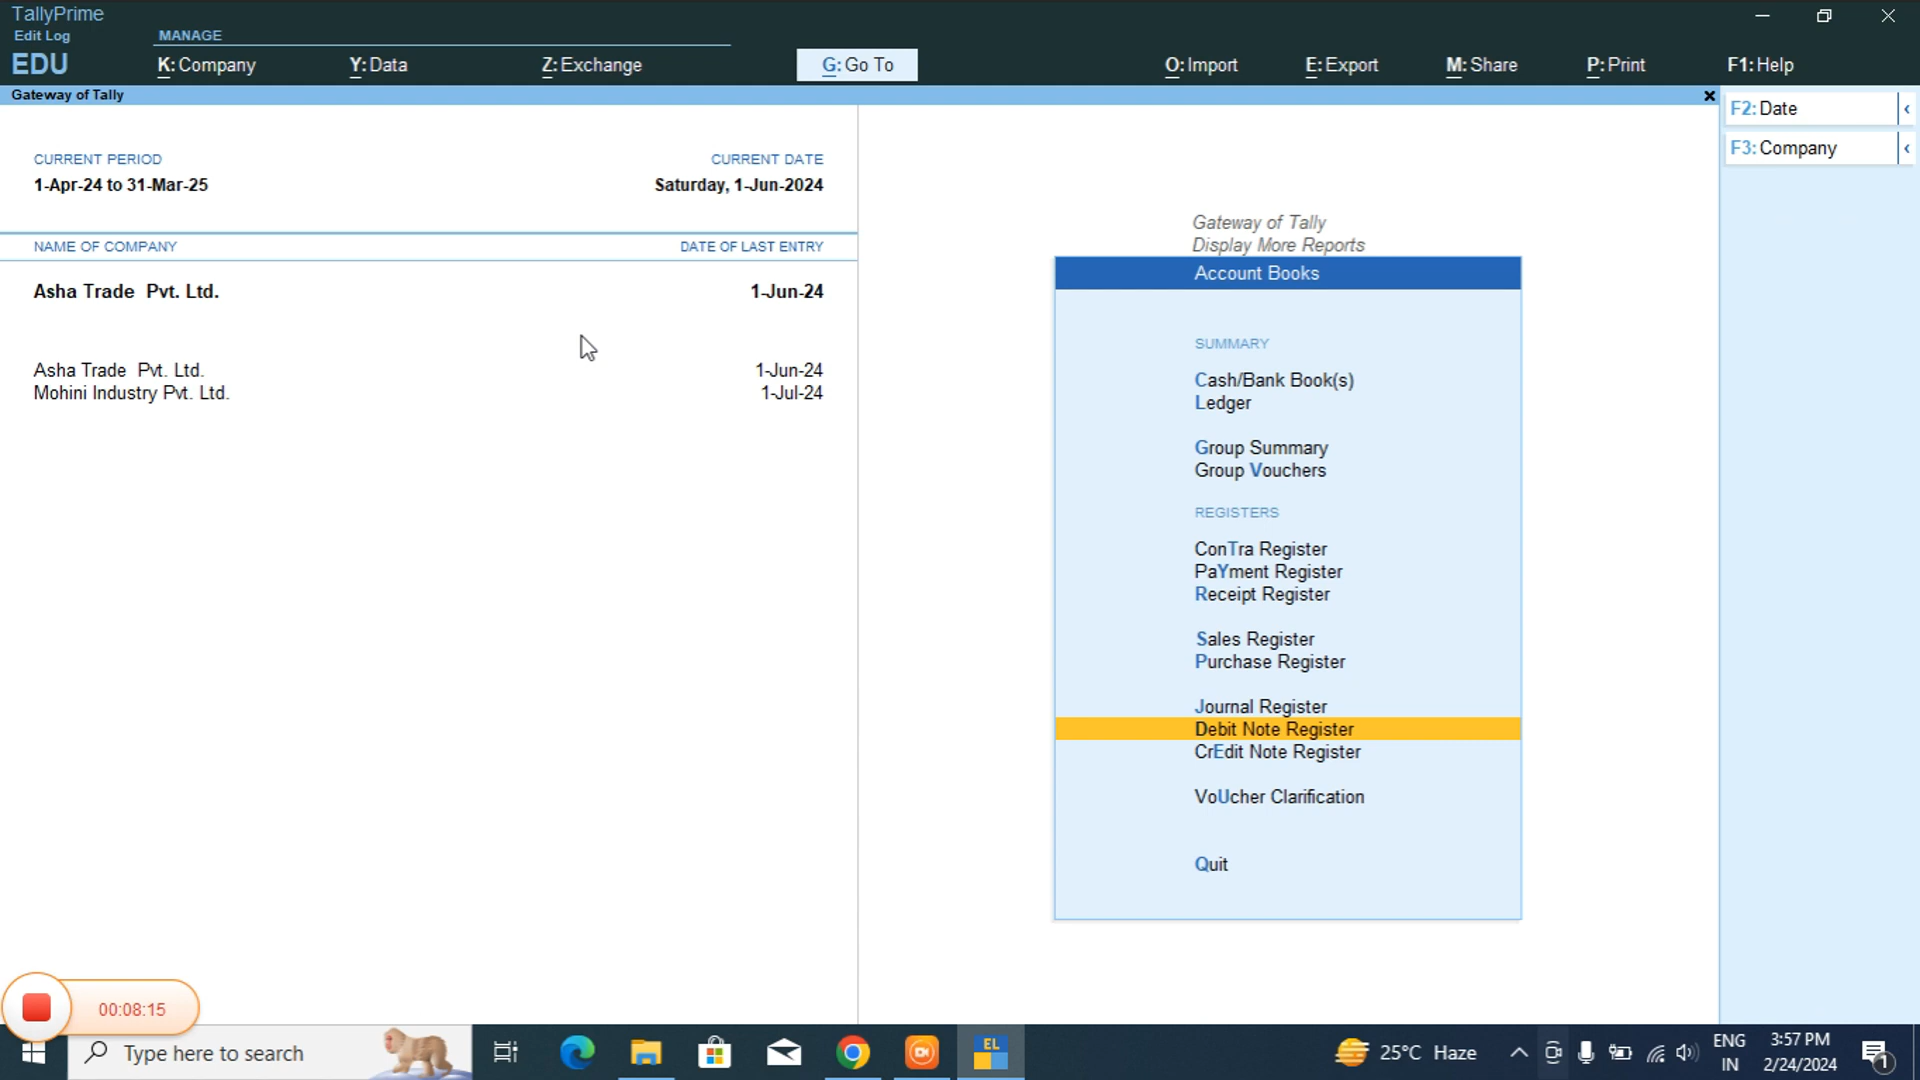 TallyPrime
Edit Log
EDU
MANAGE
K: Company
Y: Data
Z: Exchange
G: Go To
O: Import
E: Export
M: Share
P: Print
F1: Help
Gateway of Tally
F2: Date
F3: Company
CURRENT PERIOD
CURRENT DATE
1-Apr-24 to 31-Mar-25
Saturday, 1-Jun-2024
NAME OF COMPANY
DATE OF LAST ENTRY
Asha Trade Pvt. Ltd.
1-Jun-24
Asha Trade Pvt. Ltd.
1-Jun-24
Mohini Industry Pvt. Ltd.
1-Jul-24
Gateway of Tally
Display More Reports
Account Books
SUMMARY
Cash/Bank Book(s)
Ledger
Group Summary
Group Vouchers
REGISTERS
ConTra Register
PaYment Register
Receipt Register
Sales Register
Purchase Register
Journal Register
Debit Note Register
CrEdit Note Register
VoUcher Clarification
Quit
00:08:15
Type here to search
EL
25°C Haze
ENG
IN
3:57 PM
2/24/2024
1